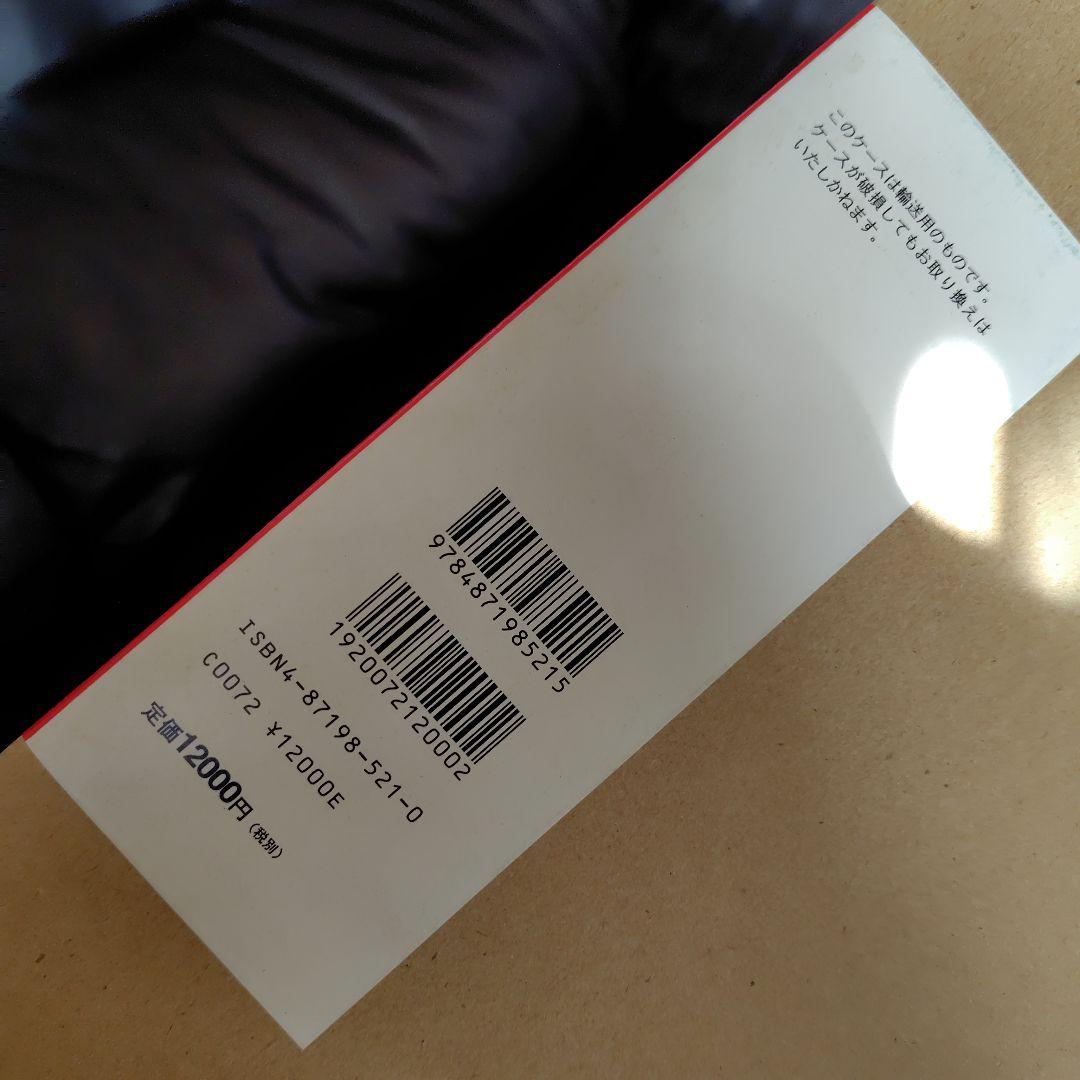 このケースは輸送用のものです。
ケースが破損してもお取り換えは
いたしかねます。
9784871985215
1920072120002
ISBN4-87198-521-0
C0072 ¥12000E
定価12000円(税別)